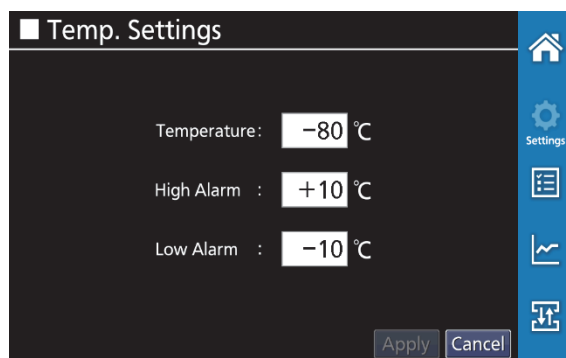 Temp. Settings
Temperature: -80 ℃
High Alarm : +10 ℃
Low Alarm : -10 ℃
Settings
Apply Cancel